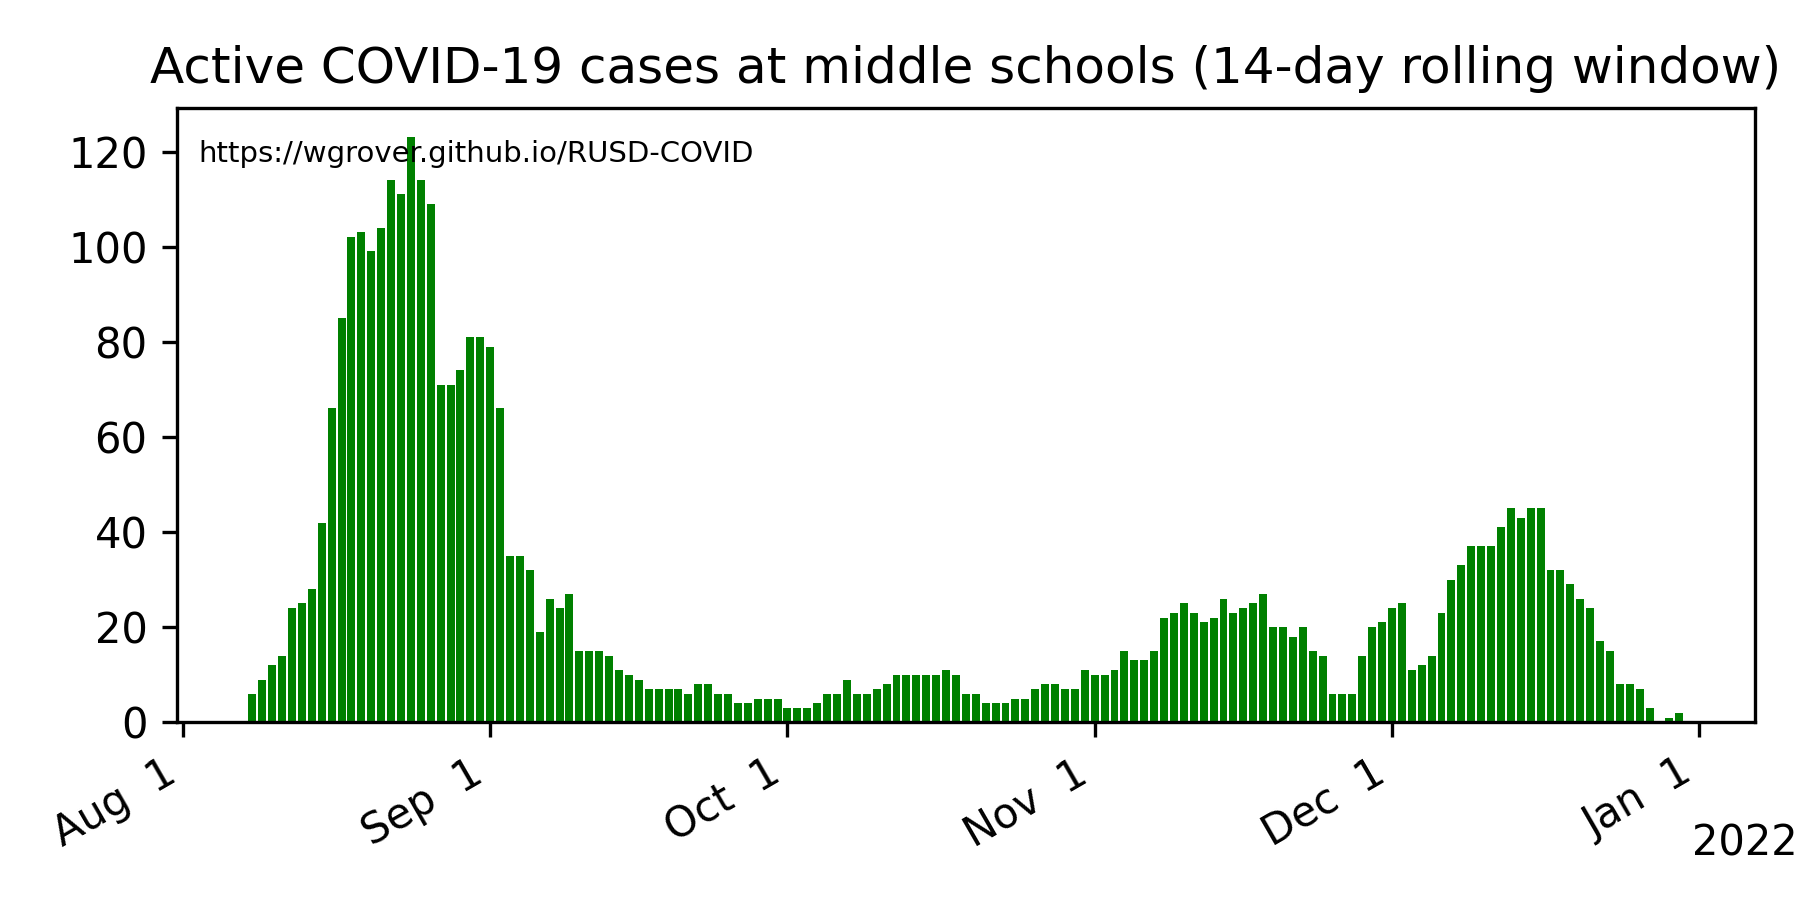 Active COVID-19 cases at middle schools (14-day rolling window)
https://wgrover.github.io/RUSD-COVID
120
100
80
60
40
20
0
Aug 1
Sep 1
Oct 1
Nov 1
Dec 1
Jan 1
2022